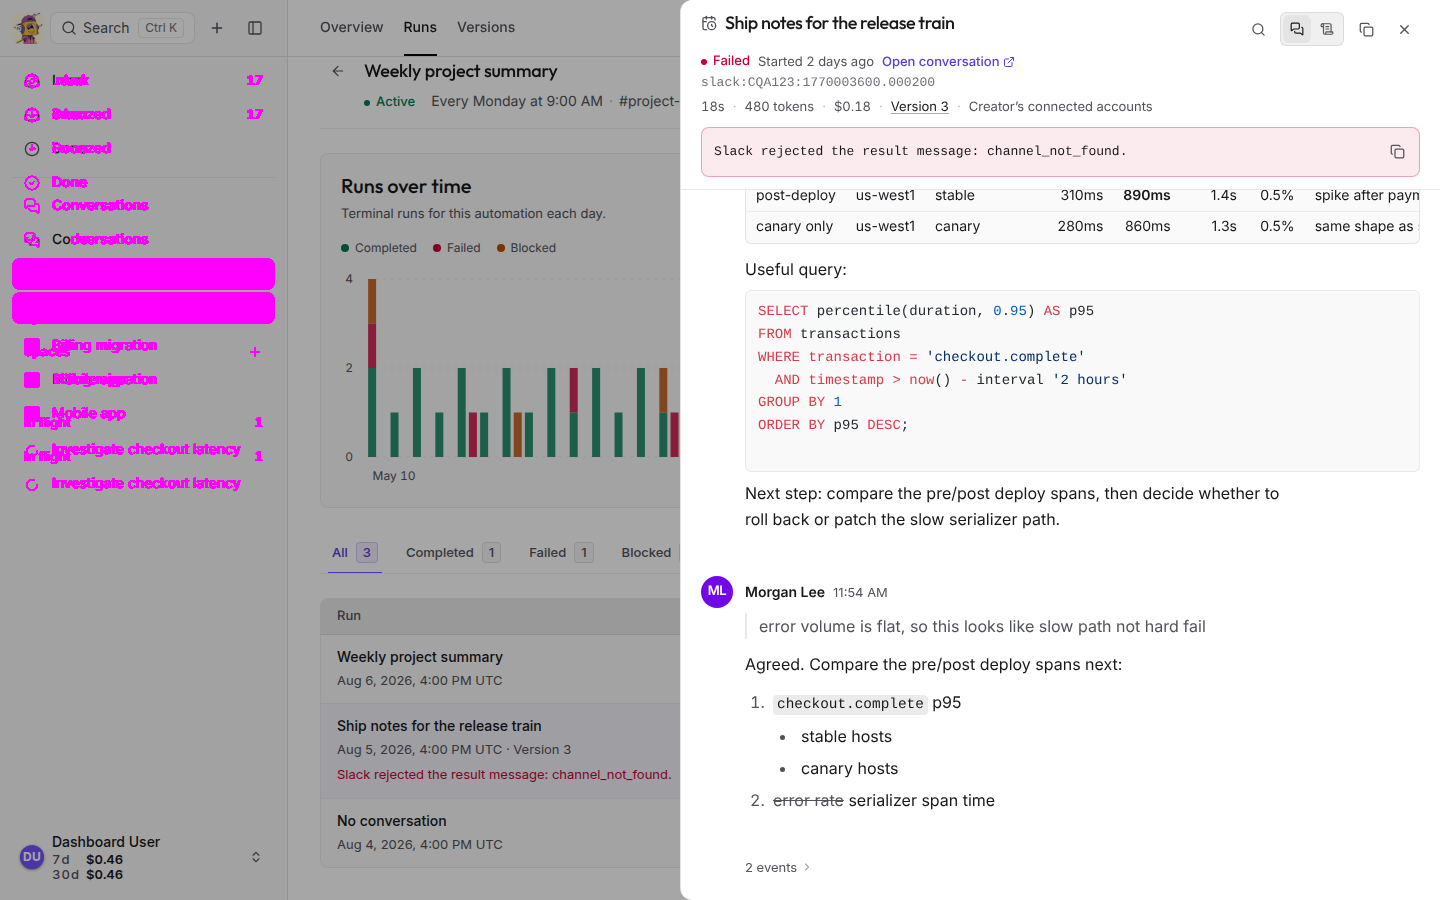 Search Ctrl K
17
17
Done
Conversations
Conversations
Spaces
Billing migration
Mobile app
In flight 1
Investigate checkout latency
In flight 1
Investigate checkout latency
DU Dashboard User
7d $0.46
30d $0.46
Overview Runs Versions
Weekly project summary
Active Every Monday at 9:00 AM · #project-
Runs over time
Terminal runs for this automation each day.
Completed Failed Blocked
4
2
0
May 10
All 3 Completed 1 Failed 1 Blocked
Run
Weekly project summary
Aug 6, 2026, 4:00 PM UTC
Ship notes for the release train
Aug 5, 2026, 4:00 PM UTC · Version 3
Slack rejected the result message: channel_not_found.
No conversation
Aug 4, 2026, 4:00 PM UTC
Ship notes for the release train
Failed Started 2 days ago Open conversation
slack:CQA123:1770003600.000200
18s · 480 tokens · $0.18 · Version 3 · Creator’s connected accounts
Slack rejected the result message: channel_not_found.
post-deploy us-west1 stable 310ms 890ms 1.4s 0.5% spike after paym
canary only us-west1 canary 280ms 860ms 1.3s 0.5% same shape as
Useful query:
SELECT percentile(duration, 0.95) AS p95
FROM transactions
WHERE transaction = 'checkout.complete'
AND timestamp > now() - interval '2 hours'
GROUP BY 1
ORDER BY p95 DESC;
Next step: compare the pre/post deploy spans, then decide whether to
roll back or patch the slow serializer path.
ML Morgan Lee 11:54 AM
error volume is flat, so this looks like slow path not hard fail
Agreed. Compare the pre/post deploy spans next:
1. checkout.complete p95
• stable hosts
• canary hosts
2. error rate serializer span time
2 events